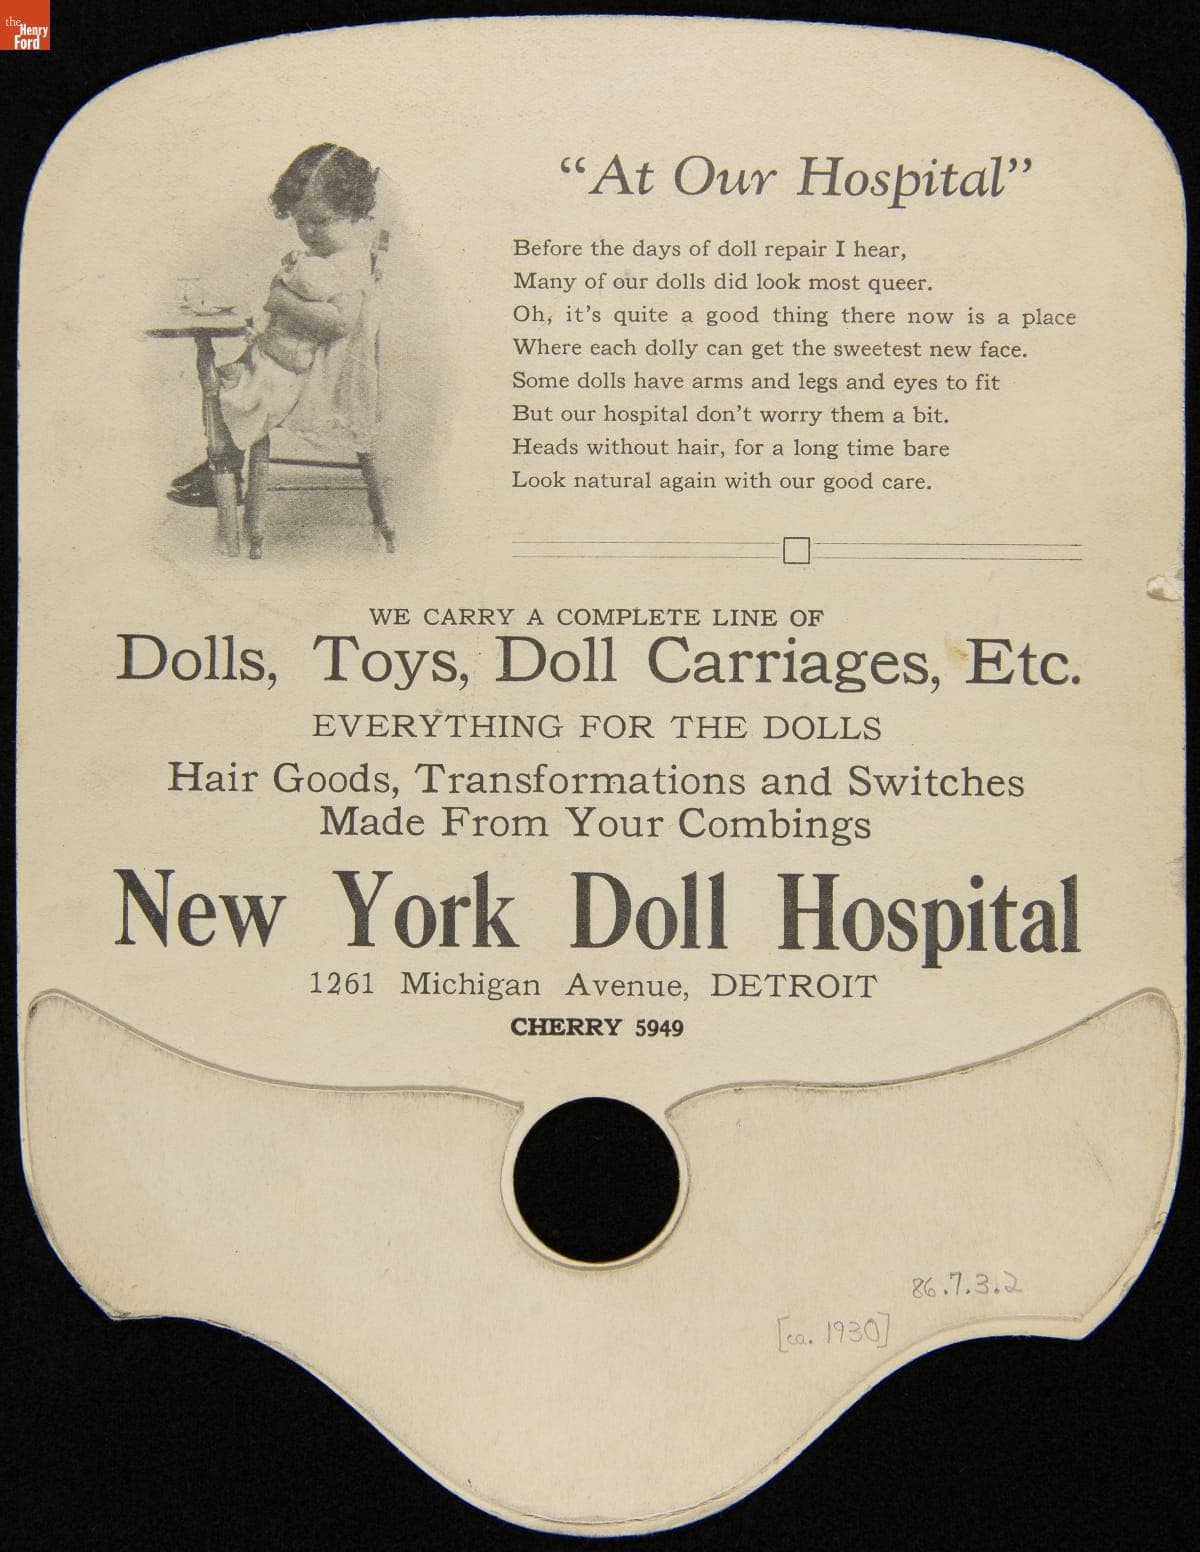 the
Henry
Ford
“At Our Hospital”
Before the days of doll repair I hear,
Many of our dolls did look most queer.
Oh, it’s quite a good thing there now is a place
Where each dolly can get the sweetest new face.
Some dolls have arms and legs and eyes to fit
But our hospital don’t worry them a bit.
Heads without hair, for a long time bare
Look natural again with our good care.
WE CARRY A COMPLETE LINE OF
Dolls, Toys, Doll Carriages, Etc.
EVERYTHING FOR THE DOLLS
Hair Goods, Transformations and Switches
Made From Your Combings
New York Doll Hospital
1261 Michigan Avenue, DETROIT
CHERRY 5949
86.7.3.2
[ca. 1930]